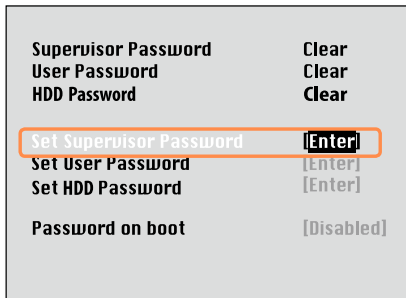 Supervisor Password Clear
User Password Clear
HDD Password Clear
Set Supervisor Password [Enter]
Set User Password [Enter]
Set HDD Password [Enter]
Password on boot [Disabled]